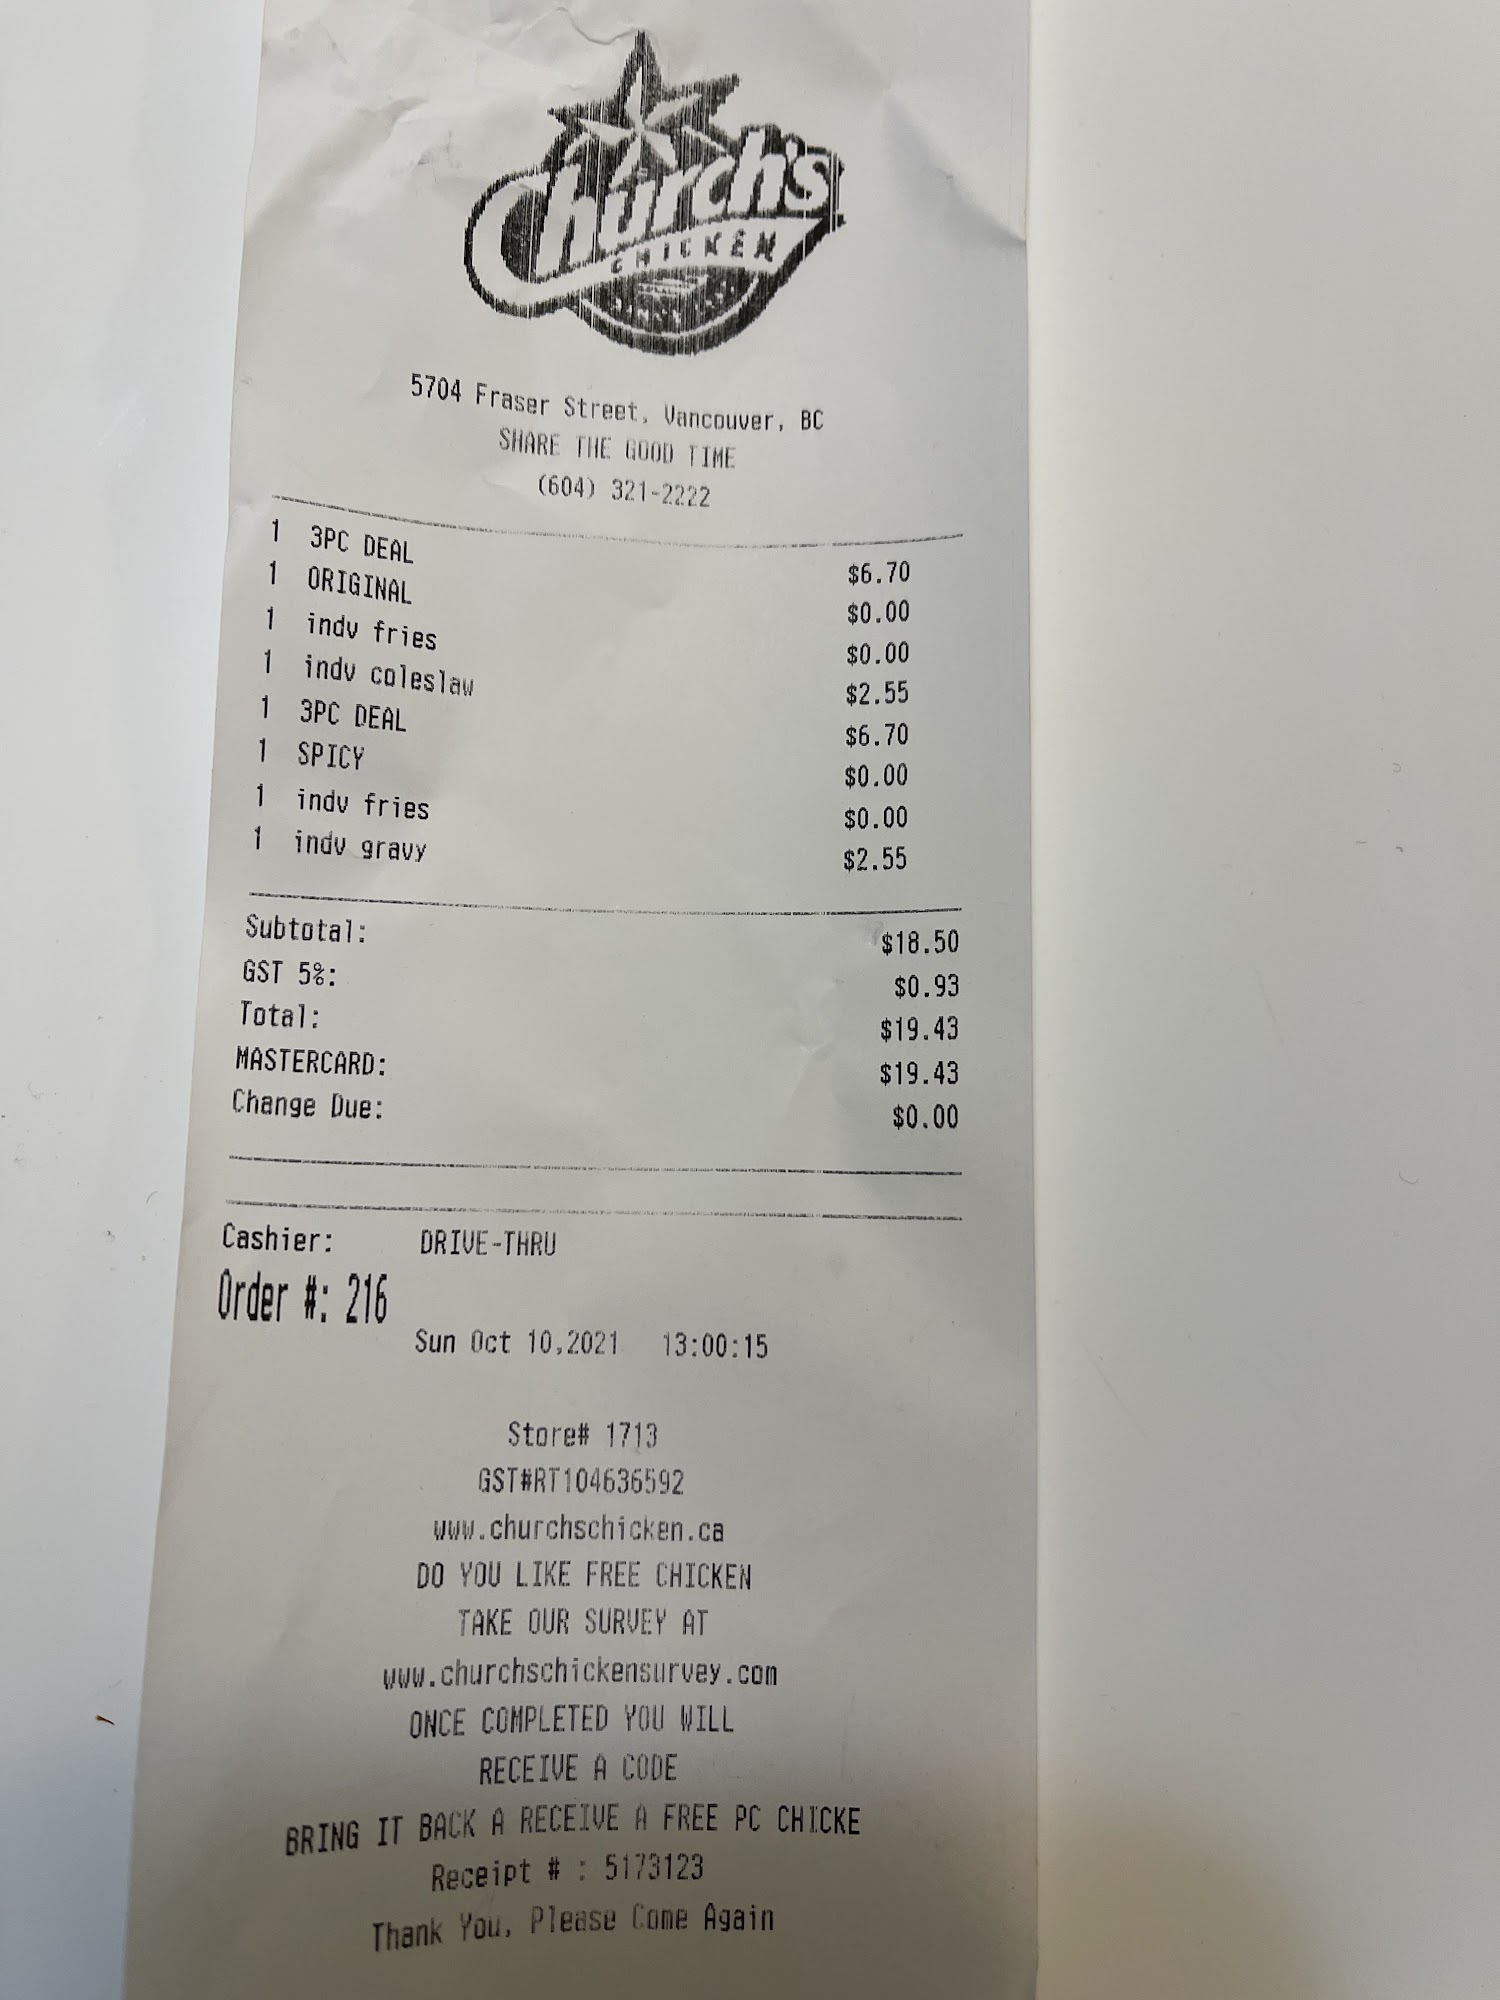 Church's
CHICKEN
5704 Fraser Street, Vancouver, BC
SHARE THE GOOD TIME
(604) 321-2222
1 3PC DEAL $6.70
1 ORIGINAL $0.00
1 indv fries $0.00
1 indv coleslaw $2.55
1 3PC DEAL $6.70
1 SPICY $0.00
1 indv fries $0.00
1 indv gravy $2.55
Subtotal: $18.50
GST 5%: $0.93
Total: $19.43
MASTERCARD: $19.43
Change Due: $0.00
Cashier: DRIVE-THRU
Order #: 216
Sun Oct 10,2021 13:00:15
Store# 1713
GST#RT104636592
www.churchschicken.ca
DO YOU LIKE FREE CHICKEN
TAKE OUR SURVEY AT
www.churchschickensurvey.com
ONCE COMPLETED YOU WILL
RECEIVE A CODE
BRING IT BACK A RECEIVE A FREE PC CHICKE
Receipt # : 5173123
Thank You, Please Come Again